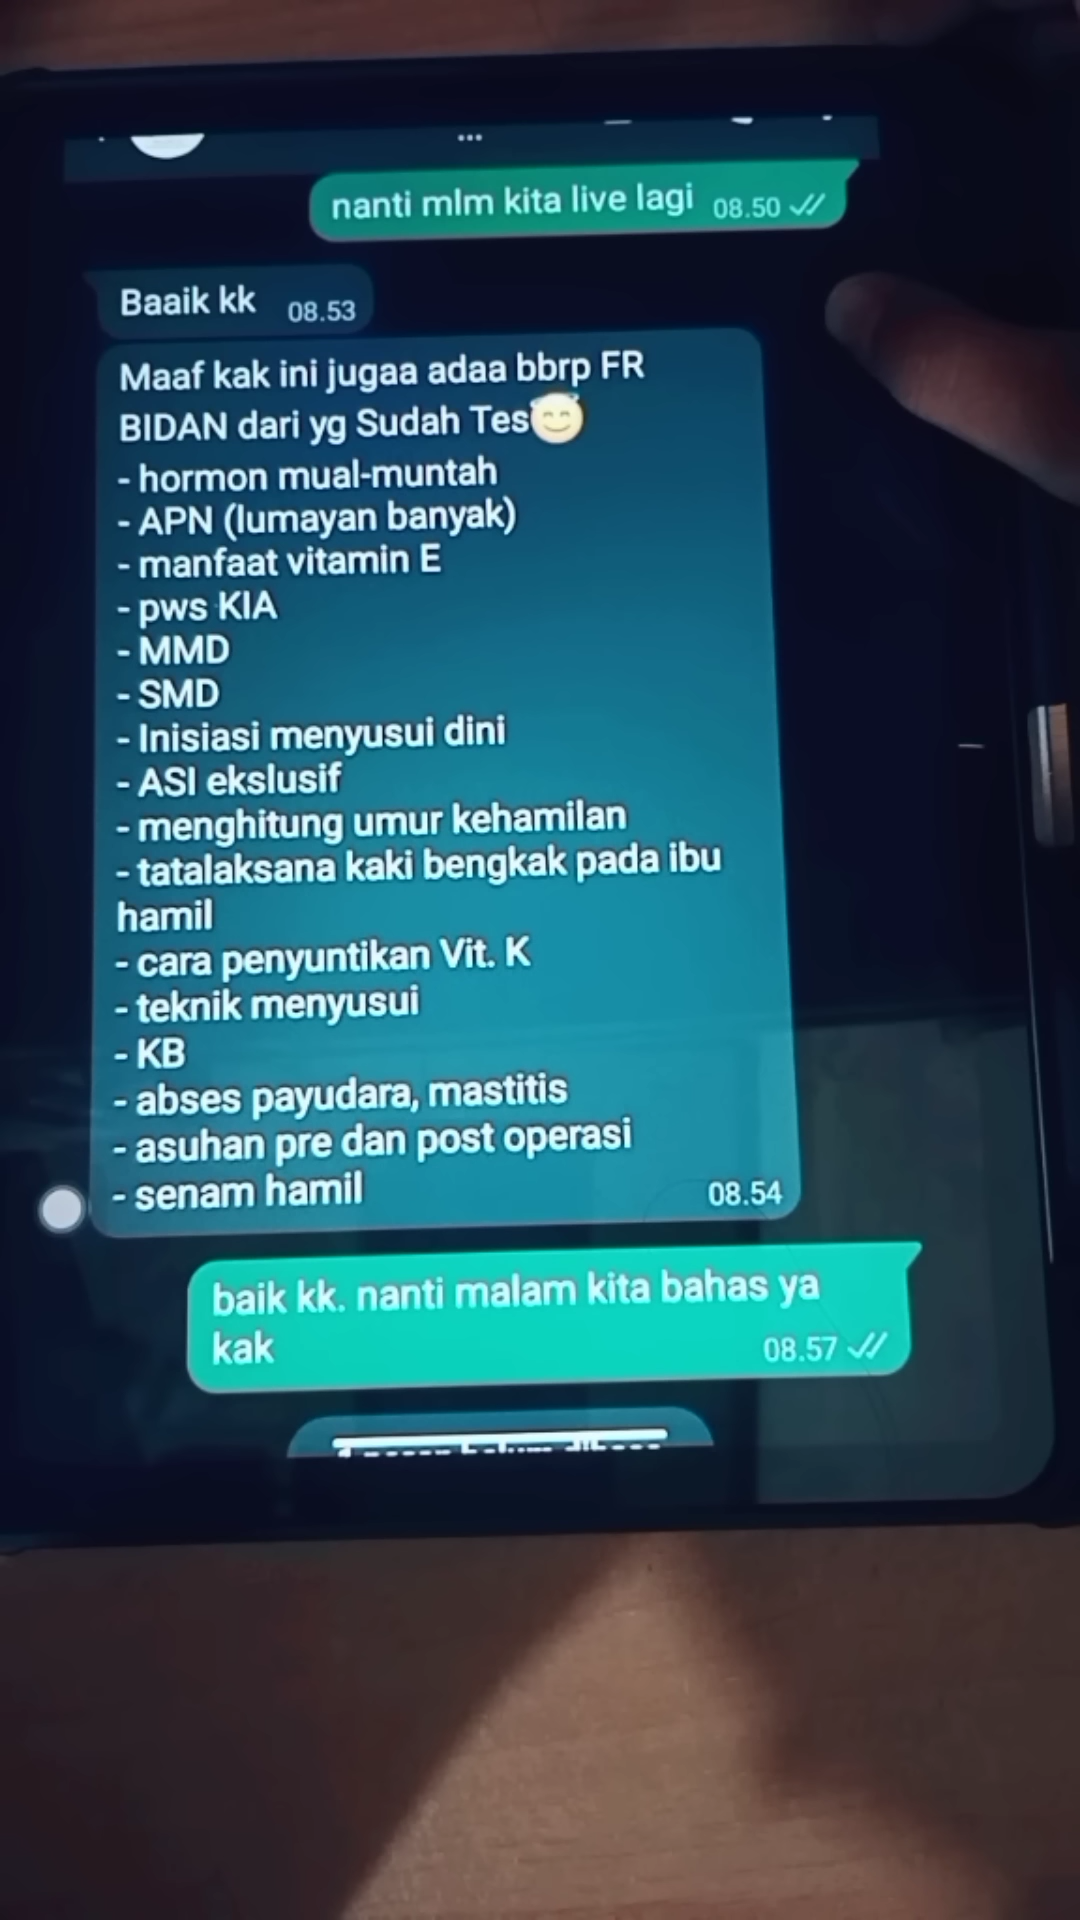 nanti mlm kita live lagi 08.50
Baaik kk 08.53
Maaf kak ini jugaa adaa bbrp FR
BIDAN dari yg Sudah Tes😇
- hormon mual-muntah
- APN (lumayan banyak)
- manfaat vitamin E
- pws KIA
- MMD
- SMD
- Inisiasi menyusui dini
- ASI ekslusif
- menghitung umur kehamilan
- tatalaksana kaki bengkak pada ibu
hamil
- cara penyuntikan Vit. K
- teknik menyusui
- KB
- abses payudara, mastitis
- asuhan pre dan post operasi
- senam hamil 08.54
baik kk. nanti malam kita bahas ya
kak 08.57